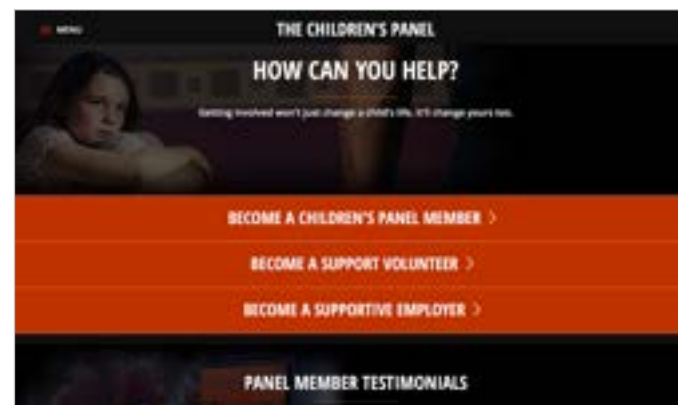 MENU
THE CHILDREN'S PANEL
HOW CAN YOU HELP?
Getting involved won't just change a child's life. It'll change yours too.
BECOME A CHILDREN'S PANEL MEMBER >
BECOME A SUPPORT VOLUNTEER >
BECOME A SUPPORTIVE EMPLOYER >
PANEL MEMBER TESTIMONIALS